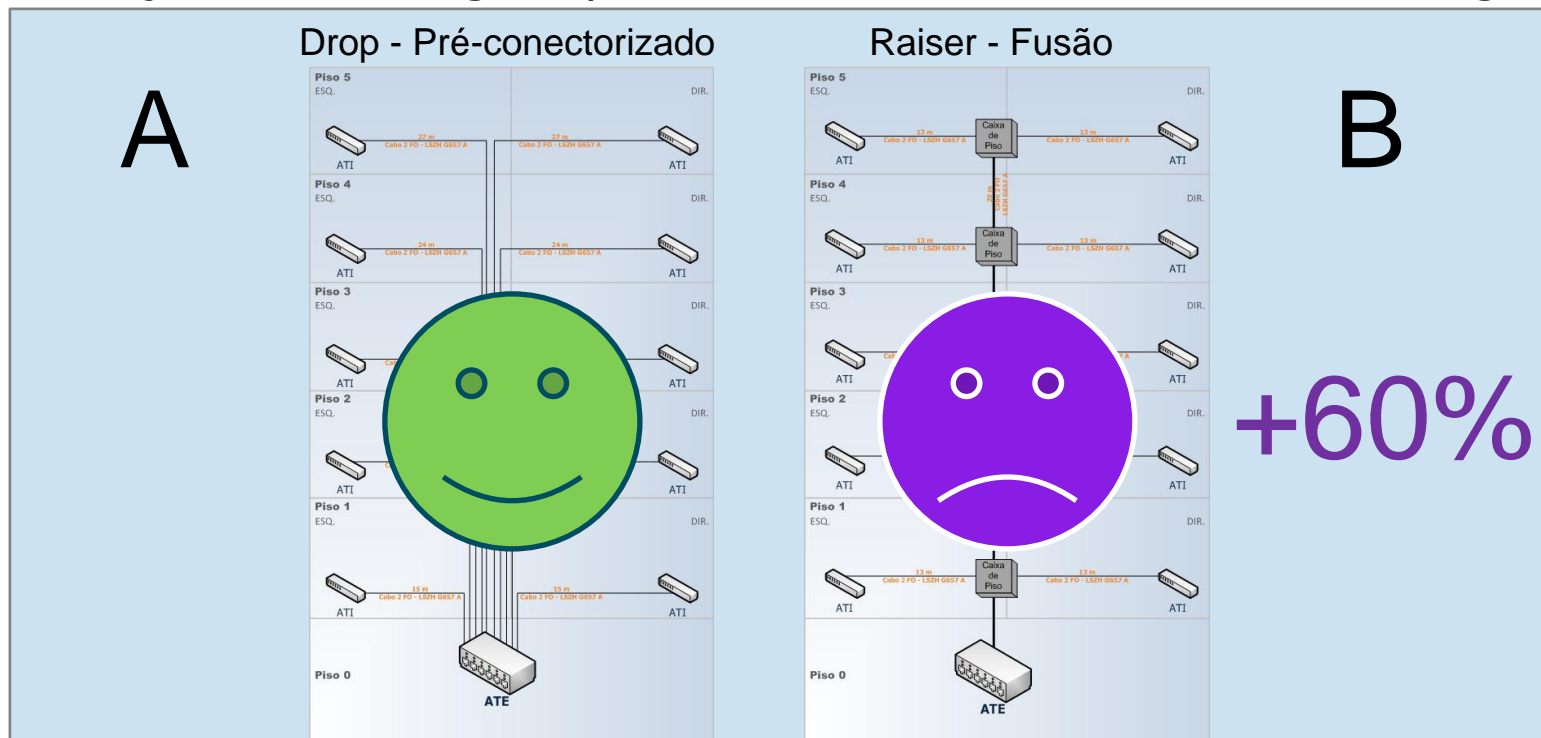 Drop - Pré-conectorizado
Raiser - Fusão
A
B
+60%
Piso 5
ESQ.
DIR.
27 m
Cabo 2 FO - LSZH G657 A
27 m
Cabo 2 FO - LSZH G657 A
ATI
ATI
Piso 4
ESQ.
DIR.
24 m
Cabo 2 FO - LSZH G657 A
24 m
Cabo 2 FO - LSZH G657 A
ATI
ATI
Piso 3
ESQ.
DIR.
ATI
ATI
Piso 2
ESQ.
DIR.
ATI
ATI
Piso 1
ESQ.
DIR.
15 m
Cabo 2 FO - LSZH G657 A
15 m
Cabo 2 FO - LSZH G657 A
ATI
ATI
Piso 0
ATE
Piso 5
ESQ.
DIR.
13 m
Cabo 2 FO - LSZH G657 A
Caixa
de
Piso
13 m
Cabo 2 FO - LSZH G657 A
ATI
ATI
20 m
Cabo 2 FO
LSZH G657 A
Piso 4
ESQ.
DIR.
13 m
Cabo 2 FO - LSZH G657 A
Caixa
de
Piso
13 m
Cabo 2 FO - LSZH G657 A
ATI
ATI
Piso 3
ESQ.
DIR.
ATI
ATI
Piso 2
ESQ.
DIR.
ATI
ATI
Piso 1
ESQ.
DIR.
13 m
Cabo 2 FO - LSZH G657 A
Caixa
de
Piso
13 m
Cabo 2 FO - LSZH G657 A
ATI
ATI
Piso 0
ATE